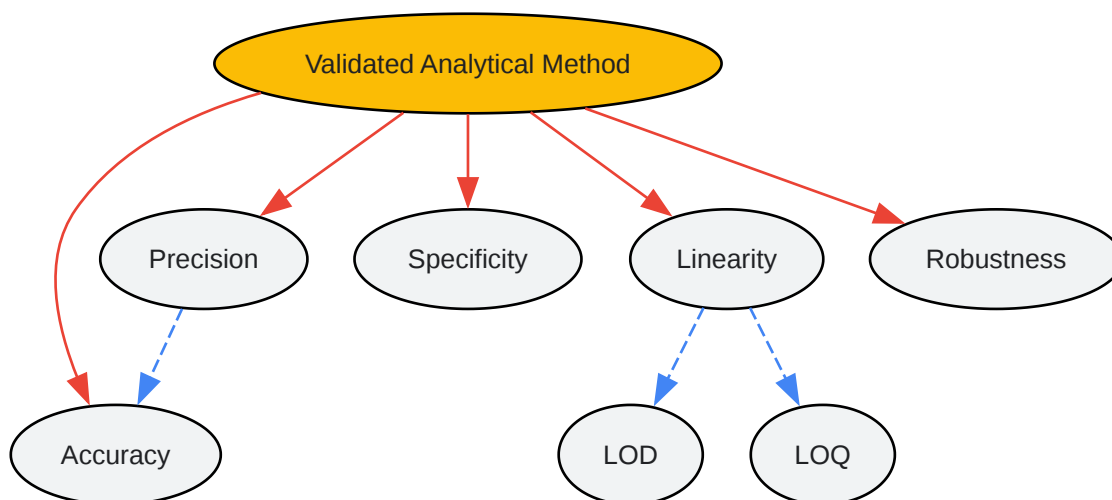 Validated Analytical Method
Precision
Specificity
Linearity
Robustness
Accuracy
LOD
LOQ